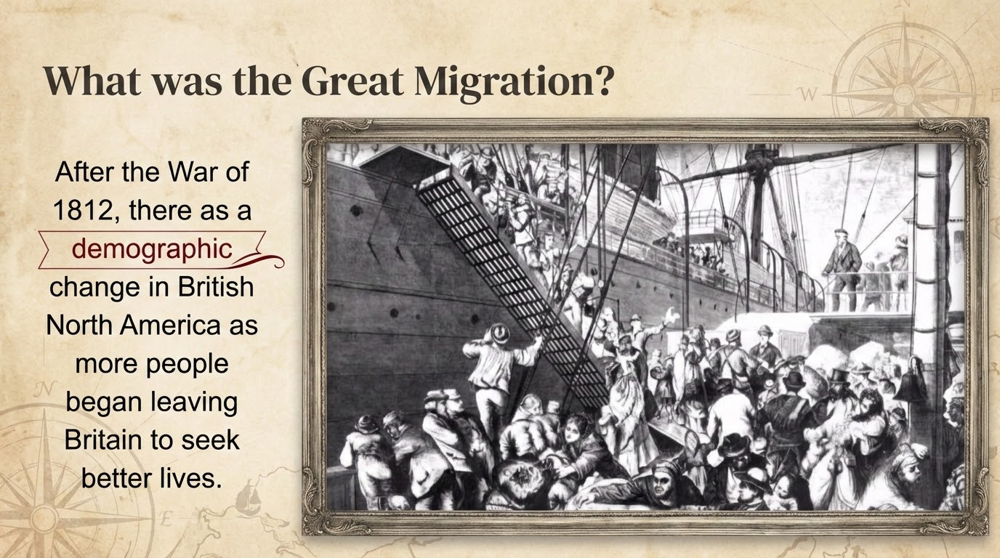 What was the Great Migration?
After the War of
1812, there as a
demographic
change in British
North America as
more people
began leaving
Britain to seek
better lives.
N
W
E
N
E